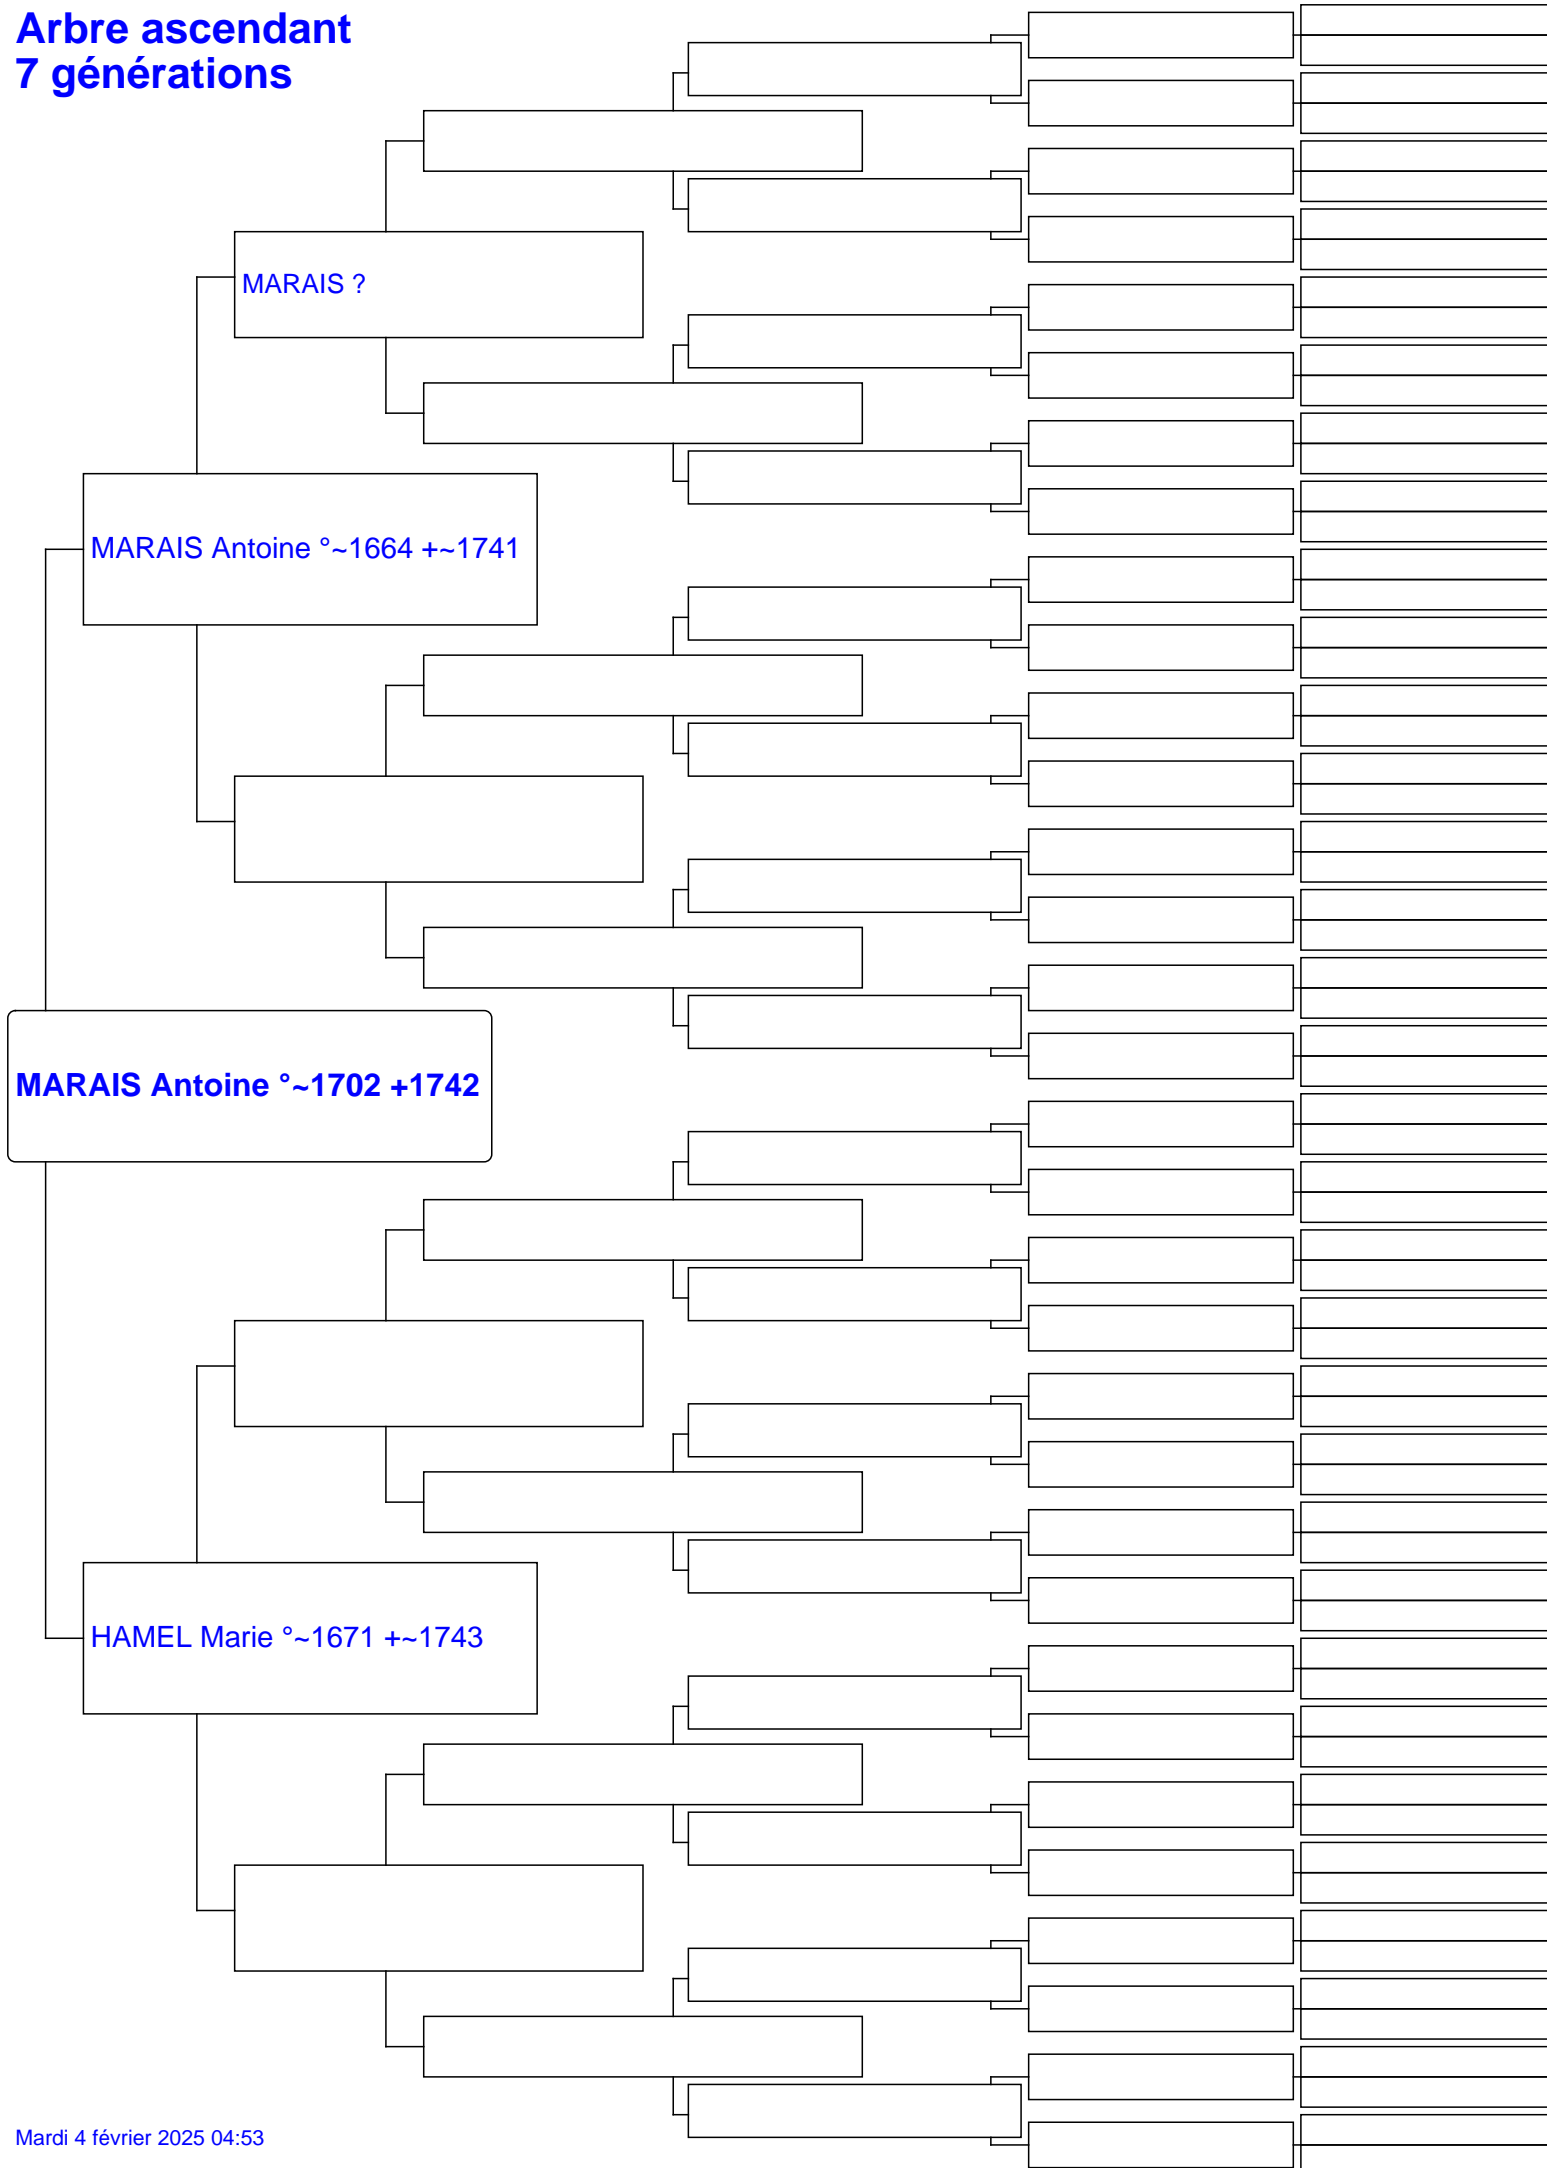 Arbre ascendant
7 générations
MARAIS ?
MARAIS Antoine °~1664 +~1741
MARAIS Antoine °~1702 +1742
HAMEL Marie °~1671 +~1743
Mardi 4 février 2025 04:53